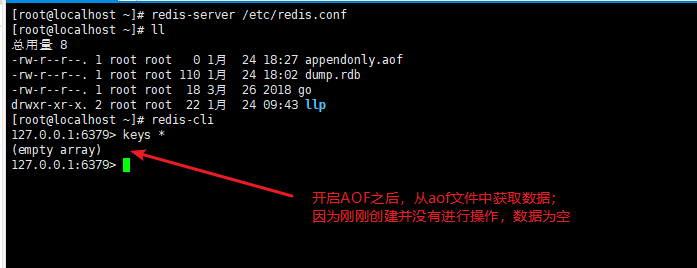 [root@localhost ~]# redis-server /etc/redis.conf
[root@localhost ~]# ll
总用量 8
-rw-r--r--. 1 root root   0 1月  24 18:27 appendonly.aof
-rw-r--r--. 1 root root 110 1月  24 18:02 dump.rdb
-rw-r--r--. 1 root root  18 3月  26 2018 go
drwxr-xr-x. 2 root root  22 1月  24 09:43 llp
[root@localhost ~]# redis-cli
127.0.0.1:6379> keys *
(empty array)
127.0.0.1:6379>
开启AOF之后，从aof文件中获取数据；
因为刚刚创建并没有进行操作，数据为空